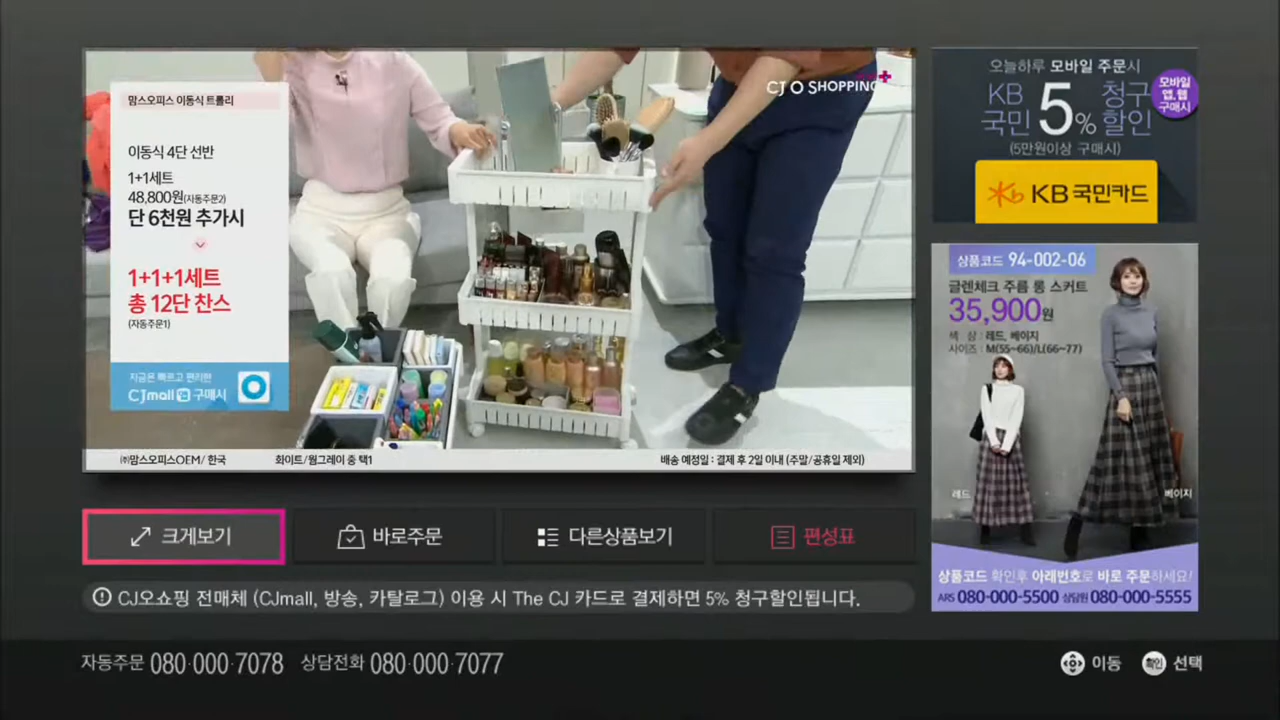 맘스오피스 이동식 트롤리
이동식 4단 선반
1+1세트
48,800원(자동주문2)
단 6천원 추가시
1+1+1세트
총 12단 찬스
(자동주문1)
지금은 빠르고 편리한
CJmall 앱 구매시
CJ O SHOPPING
㈜맘스오피스OEM/ 한국
화이트/웜그레이 중 택1
배송 예정일 : 결제 후 2일 이내 (주말/공휴일 제외)
오늘하루 모바일 주문시
KB 국민 5% 청구 할인
(5만원이상 구매시)
모바일
앱,웹
구매시
KB국민카드
상품코드 94-002-06
글렌체크 주름 롱 스커트
35,900원
색 상 : 레드, 베이지
사이즈 : M(55~66)/L(66~77)
레드
베이지
상품코드 확인후 아래번호로 바로 주문하세요!
ARS 080-000-5500 상담원 080-000-5555
크게보기
바로주문
다른상품보기
편성표
CJ오쇼핑 전매체 (CJmall, 방송, 카탈로그) 이용 시 The CJ 카드로 결제하면 5% 청구할인됩니다.
자동주문 080·000·7078 상담전화 080·000·7077
이동
확인 선택